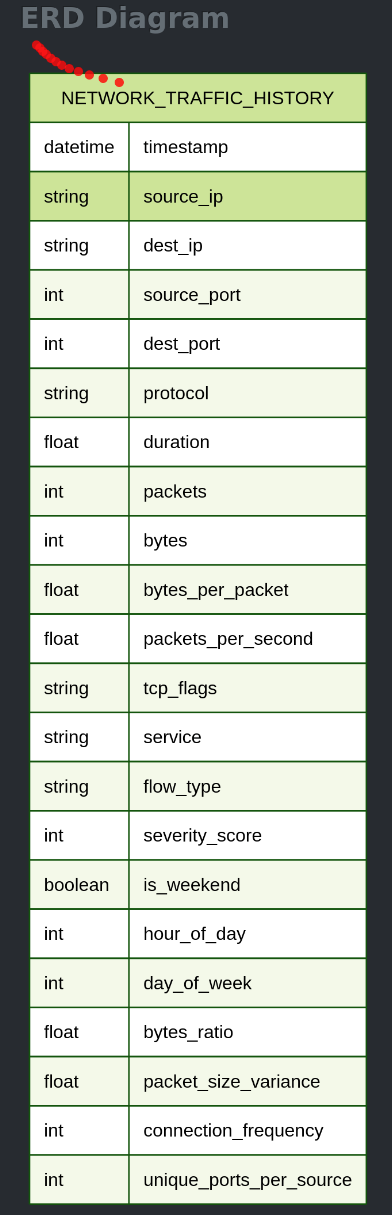 ERD Diagram
NETWORK_TRAFFIC_HISTORY
datetime timestamp
string source_ip
string dest_ip
int source_port
int dest_port
string protocol
float duration
int packets
int bytes
float bytes_per_packet
float packets_per_second
string tcp_flags
string service
string flow_type
int severity_score
boolean is_weekend
int hour_of_day
int day_of_week
float bytes_ratio
float packet_size_variance
int connection_frequency
int unique_ports_per_source